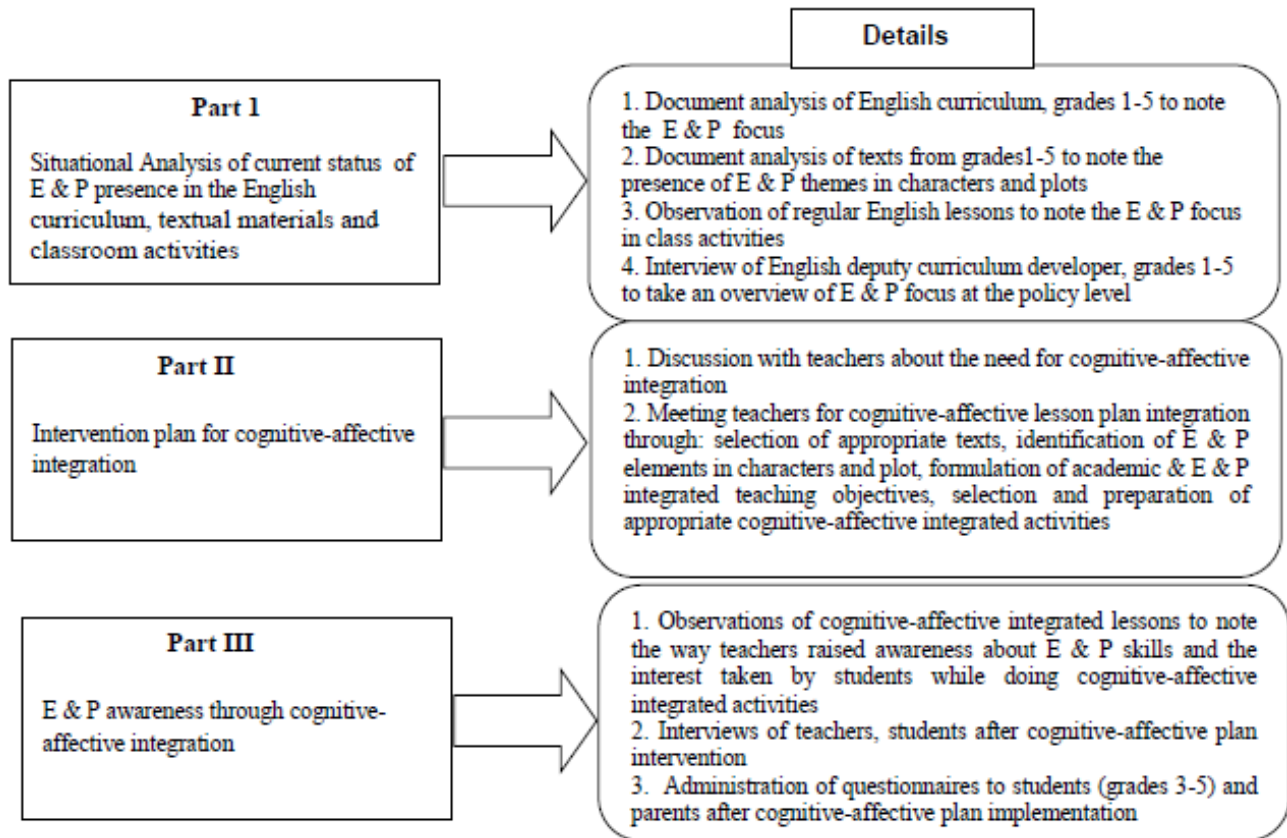 Details
Part 1
Situational Analysis of current status of
E & P presence in the English
curriculum, textual materials and
classroom activities
1. Document analysis of English curriculum, grades 1-5 to note
the E & P focus
2. Document analysis of texts from grades1-5 to note the
presence of E & P themes in characters and plots
3. Observation of regular English lessons to note the E & P focus
in class activities
4. Interview of English deputy curriculum developer, grades 1-5
to take an overview of E & P focus at the policy level
Part II
Intervention plan for cognitive-affective
integration
1. Discussion with teachers about the need for cognitive-affective
integration
2. Meeting teachers for cognitive-affective lesson plan integration
through: selection of appropriate texts, identification of E & P
elements in characters and plot, formulation of academic & E & P
integrated teaching objectives, selection and preparation of
appropriate cognitive-affective integrated activities
Part III
E & P awareness through cognitive-
affective integration
1. Observations of cognitive-affective integrated lessons to note
the way teachers raised awareness about E & P skills and the
interest taken by students while doing cognitive-affective
integrated activities
2. Interviews of teachers, students after cognitive-affective plan
intervention
3. Administration of questionnaires to students (grades 3-5) and
parents after cognitive-affective plan implementation